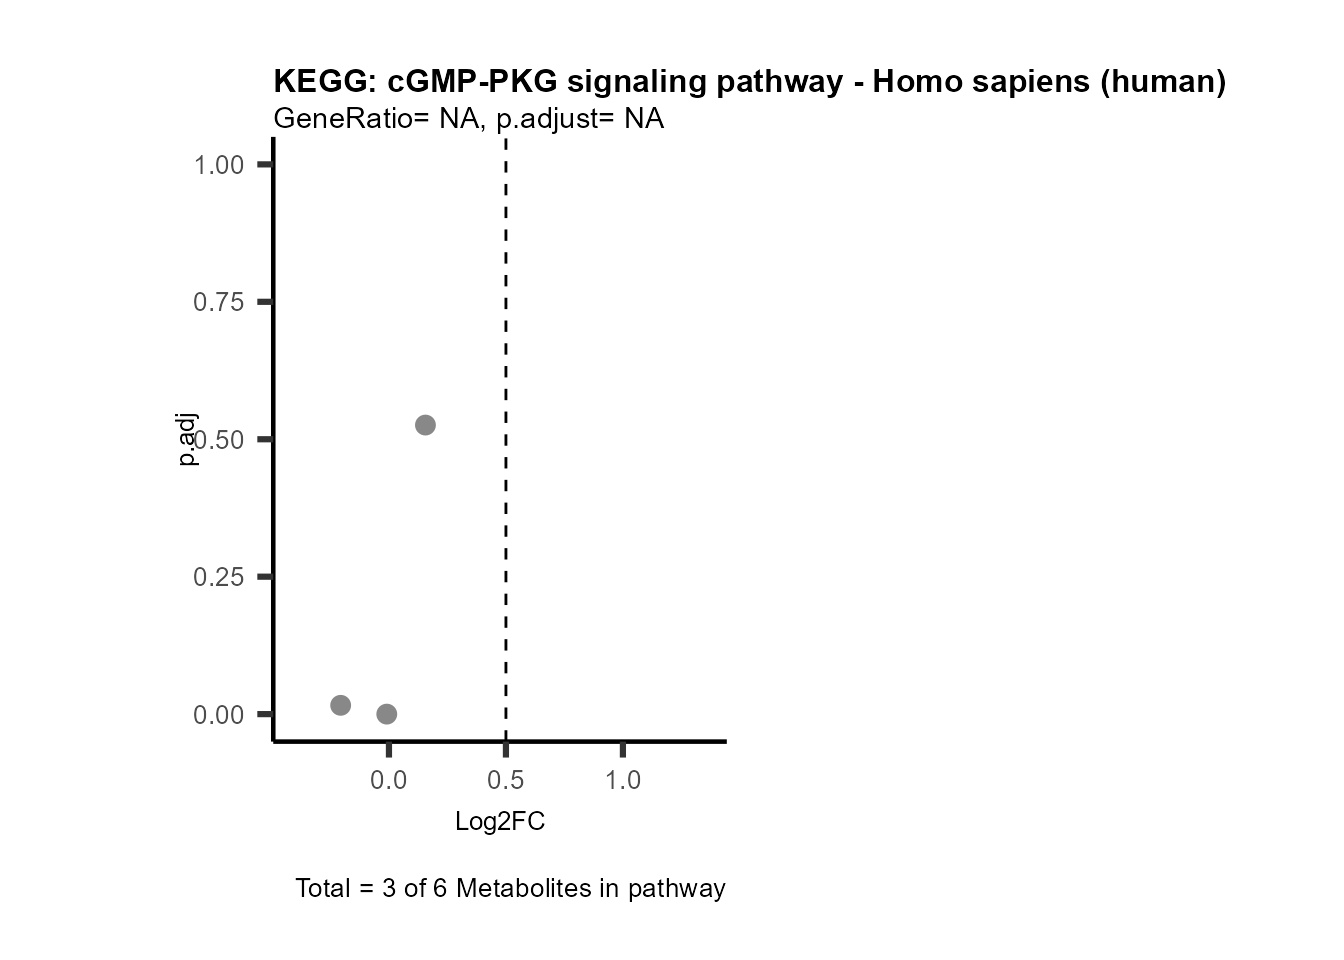 KEGG: cGMP-PKG signaling pathway - Homo sapiens (human)
GeneRatio= NA, p.adjust= NA
1.00
0.75
0.50
0.25
0.00
p.adj
0.0 0.5 1.0
Log2FC
Total = 3 of 6 Metabolites in pathway